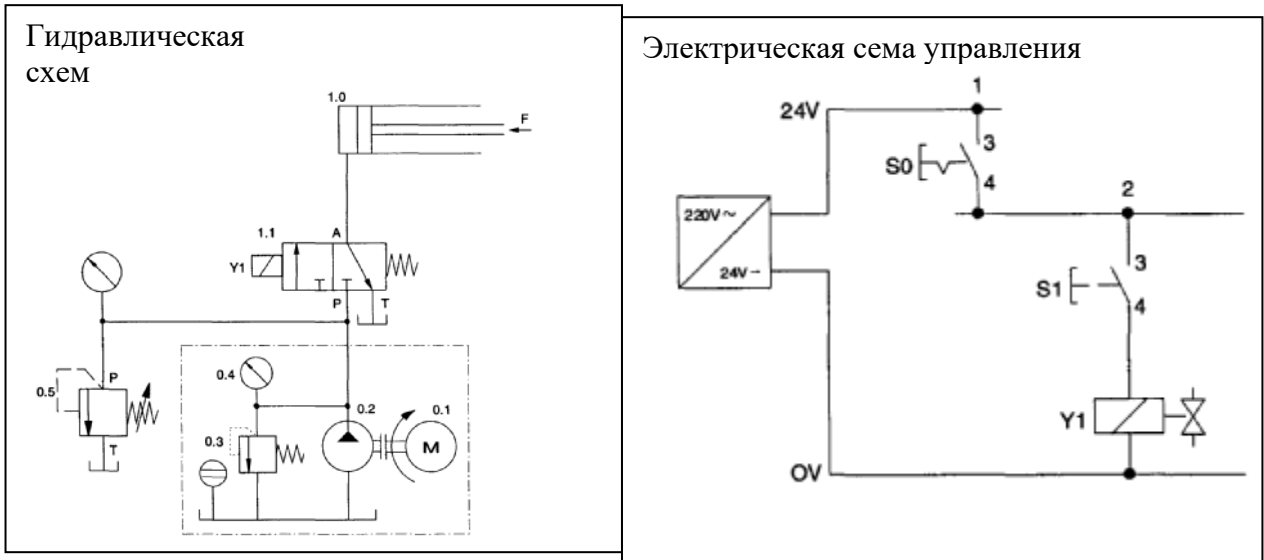 Гидравлическая
схем
1.0
F
1.1
A
Y1
P
T
P
0.5
T
0.4
0.2
0.1
0.3
M
Электрическая сема управления
1
24V
3
S0
4
2
220V ~
24V -
3
S1
4
Y1
OV